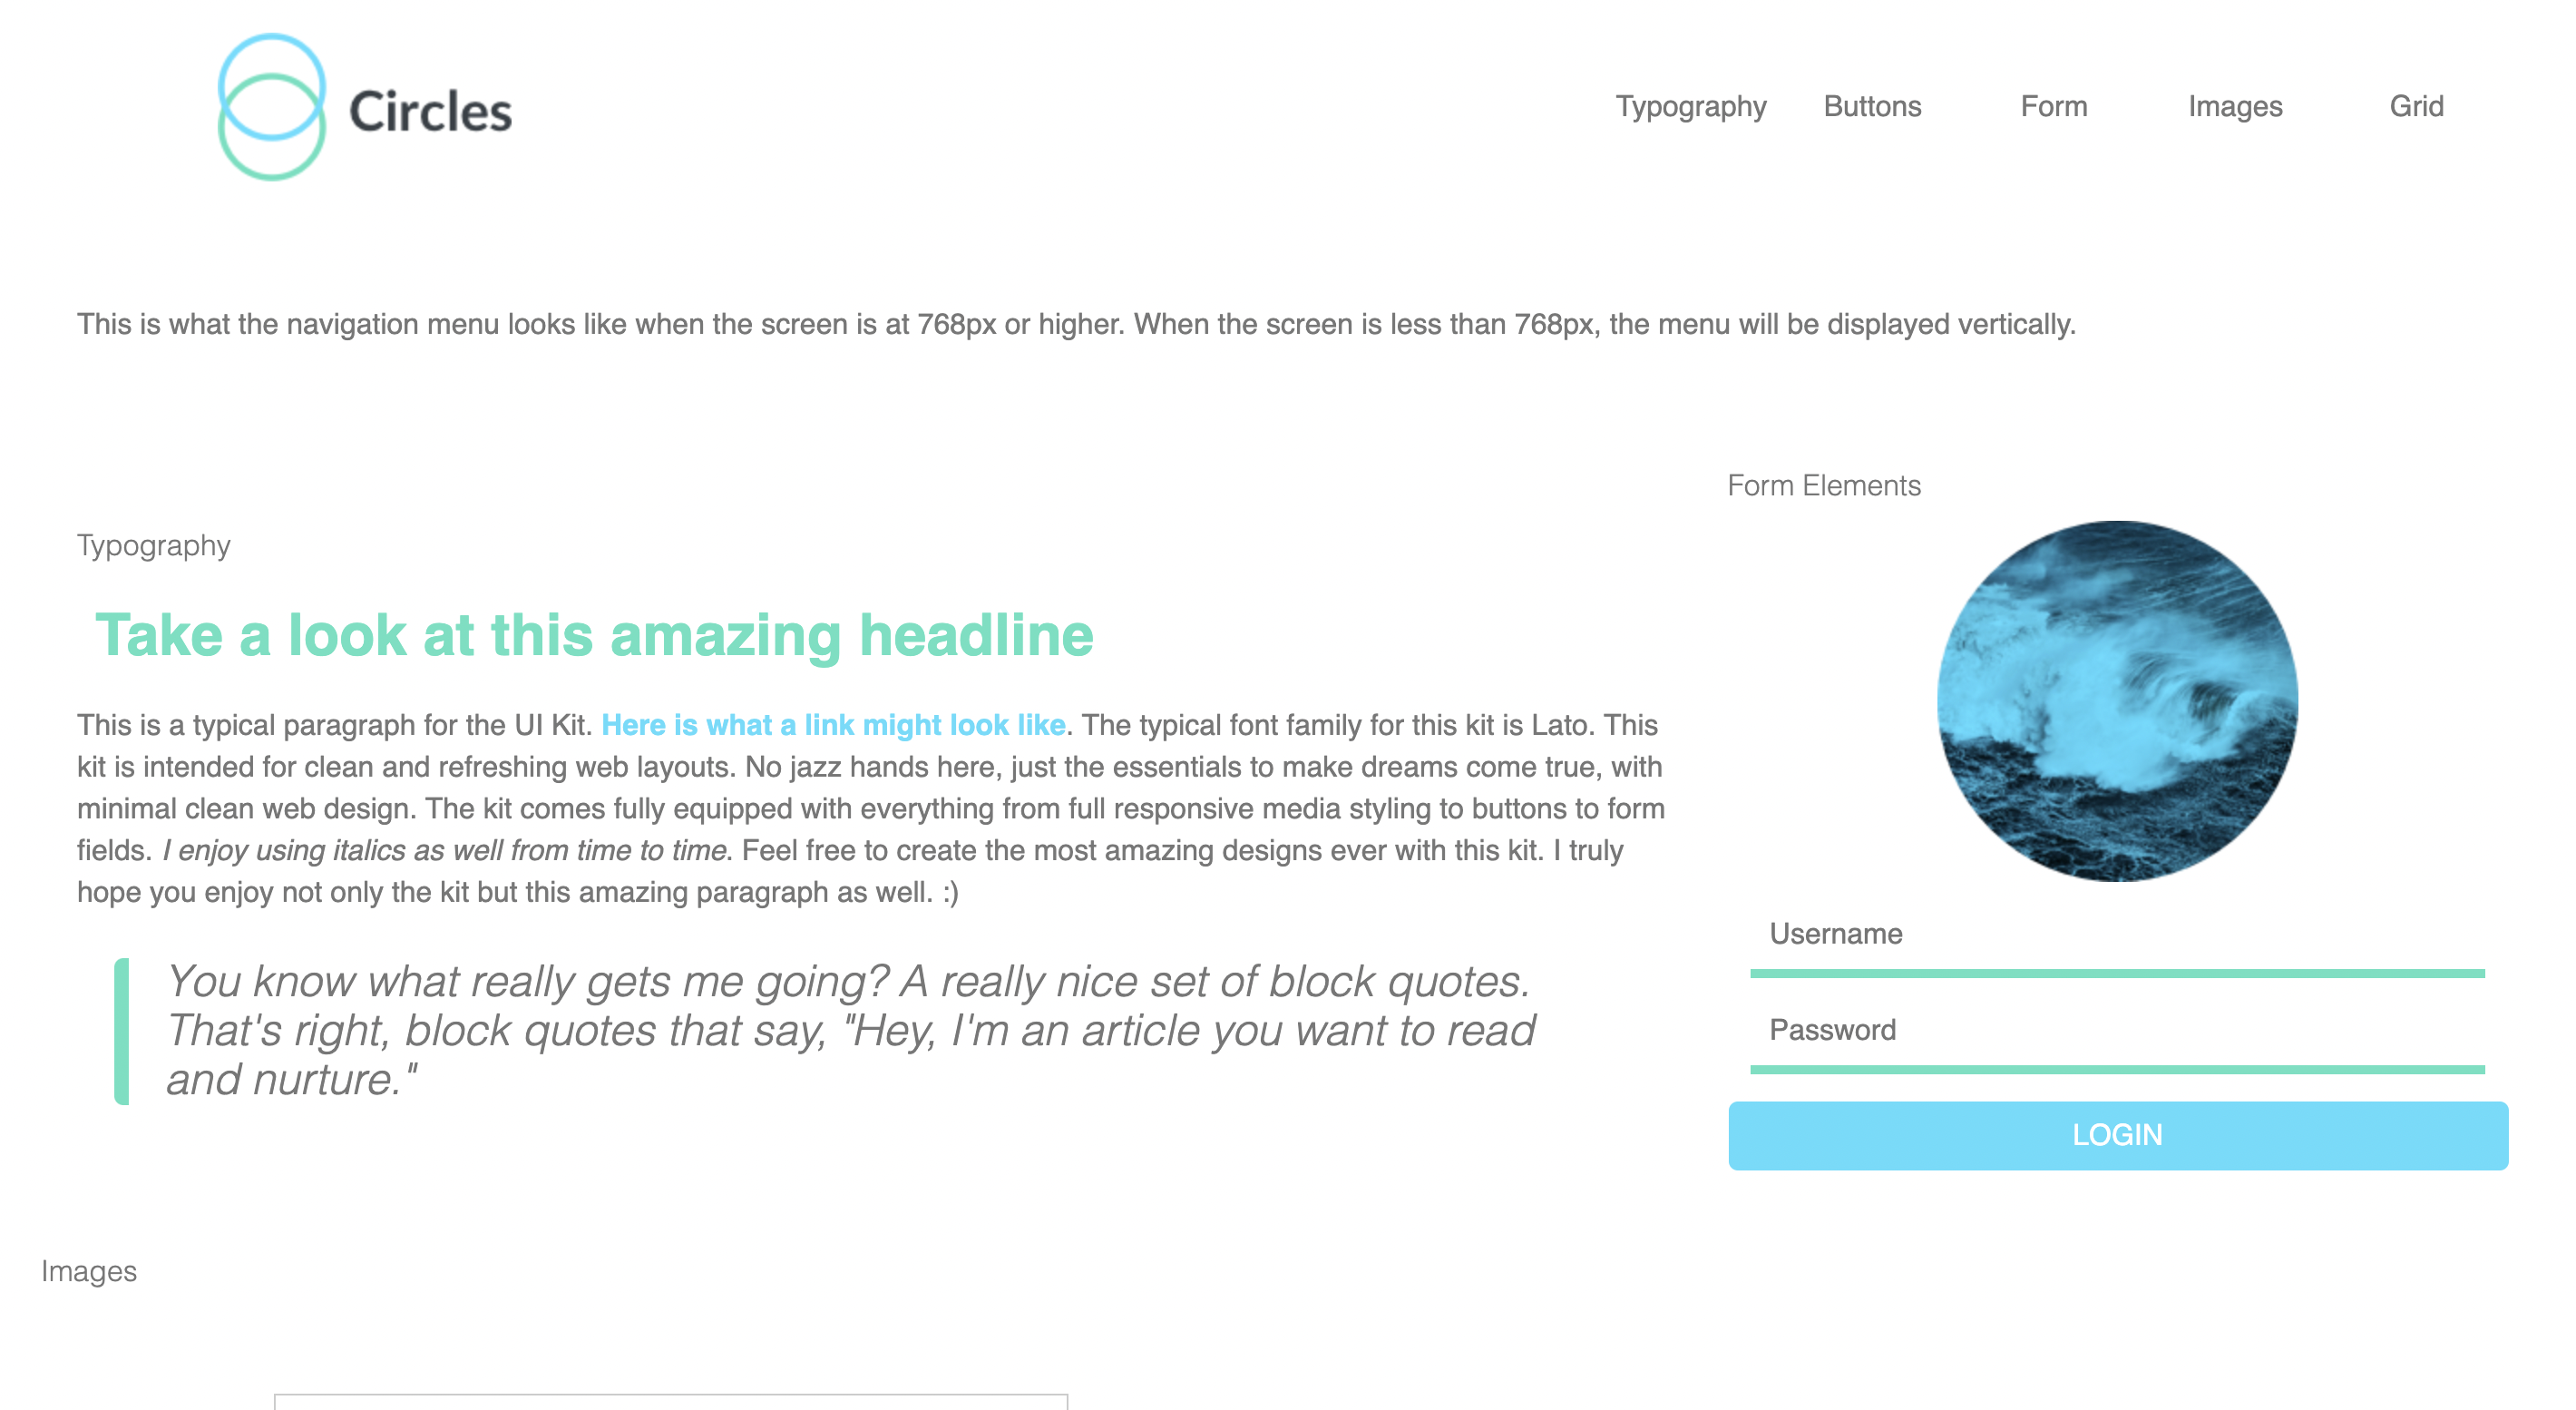 Circles
Typography Buttons Form Images Grid
This is what the navigation menu looks like when the screen is at 768px or higher. When the screen is less than 768px, the menu will be displayed vertically.
Typography
Take a look at this amazing headline
This is a typical paragraph for the UI Kit. Here is what a link might look like. The typical font family for this kit is Lato. This
kit is intended for clean and refreshing web layouts. No jazz hands here, just the essentials to make dreams come true, with
minimal clean web design. The kit comes fully equipped with everything from full responsive media styling to buttons to form
fields. I enjoy using italics as well from time to time. Feel free to create the most amazing designs ever with this kit. I truly
hope you enjoy not only the kit but this amazing paragraph as well. :)
You know what really gets me going? A really nice set of block quotes.
That's right, block quotes that say, "Hey, I'm an article you want to read
and nurture."
Form Elements
Username
Password
LOGIN
Images